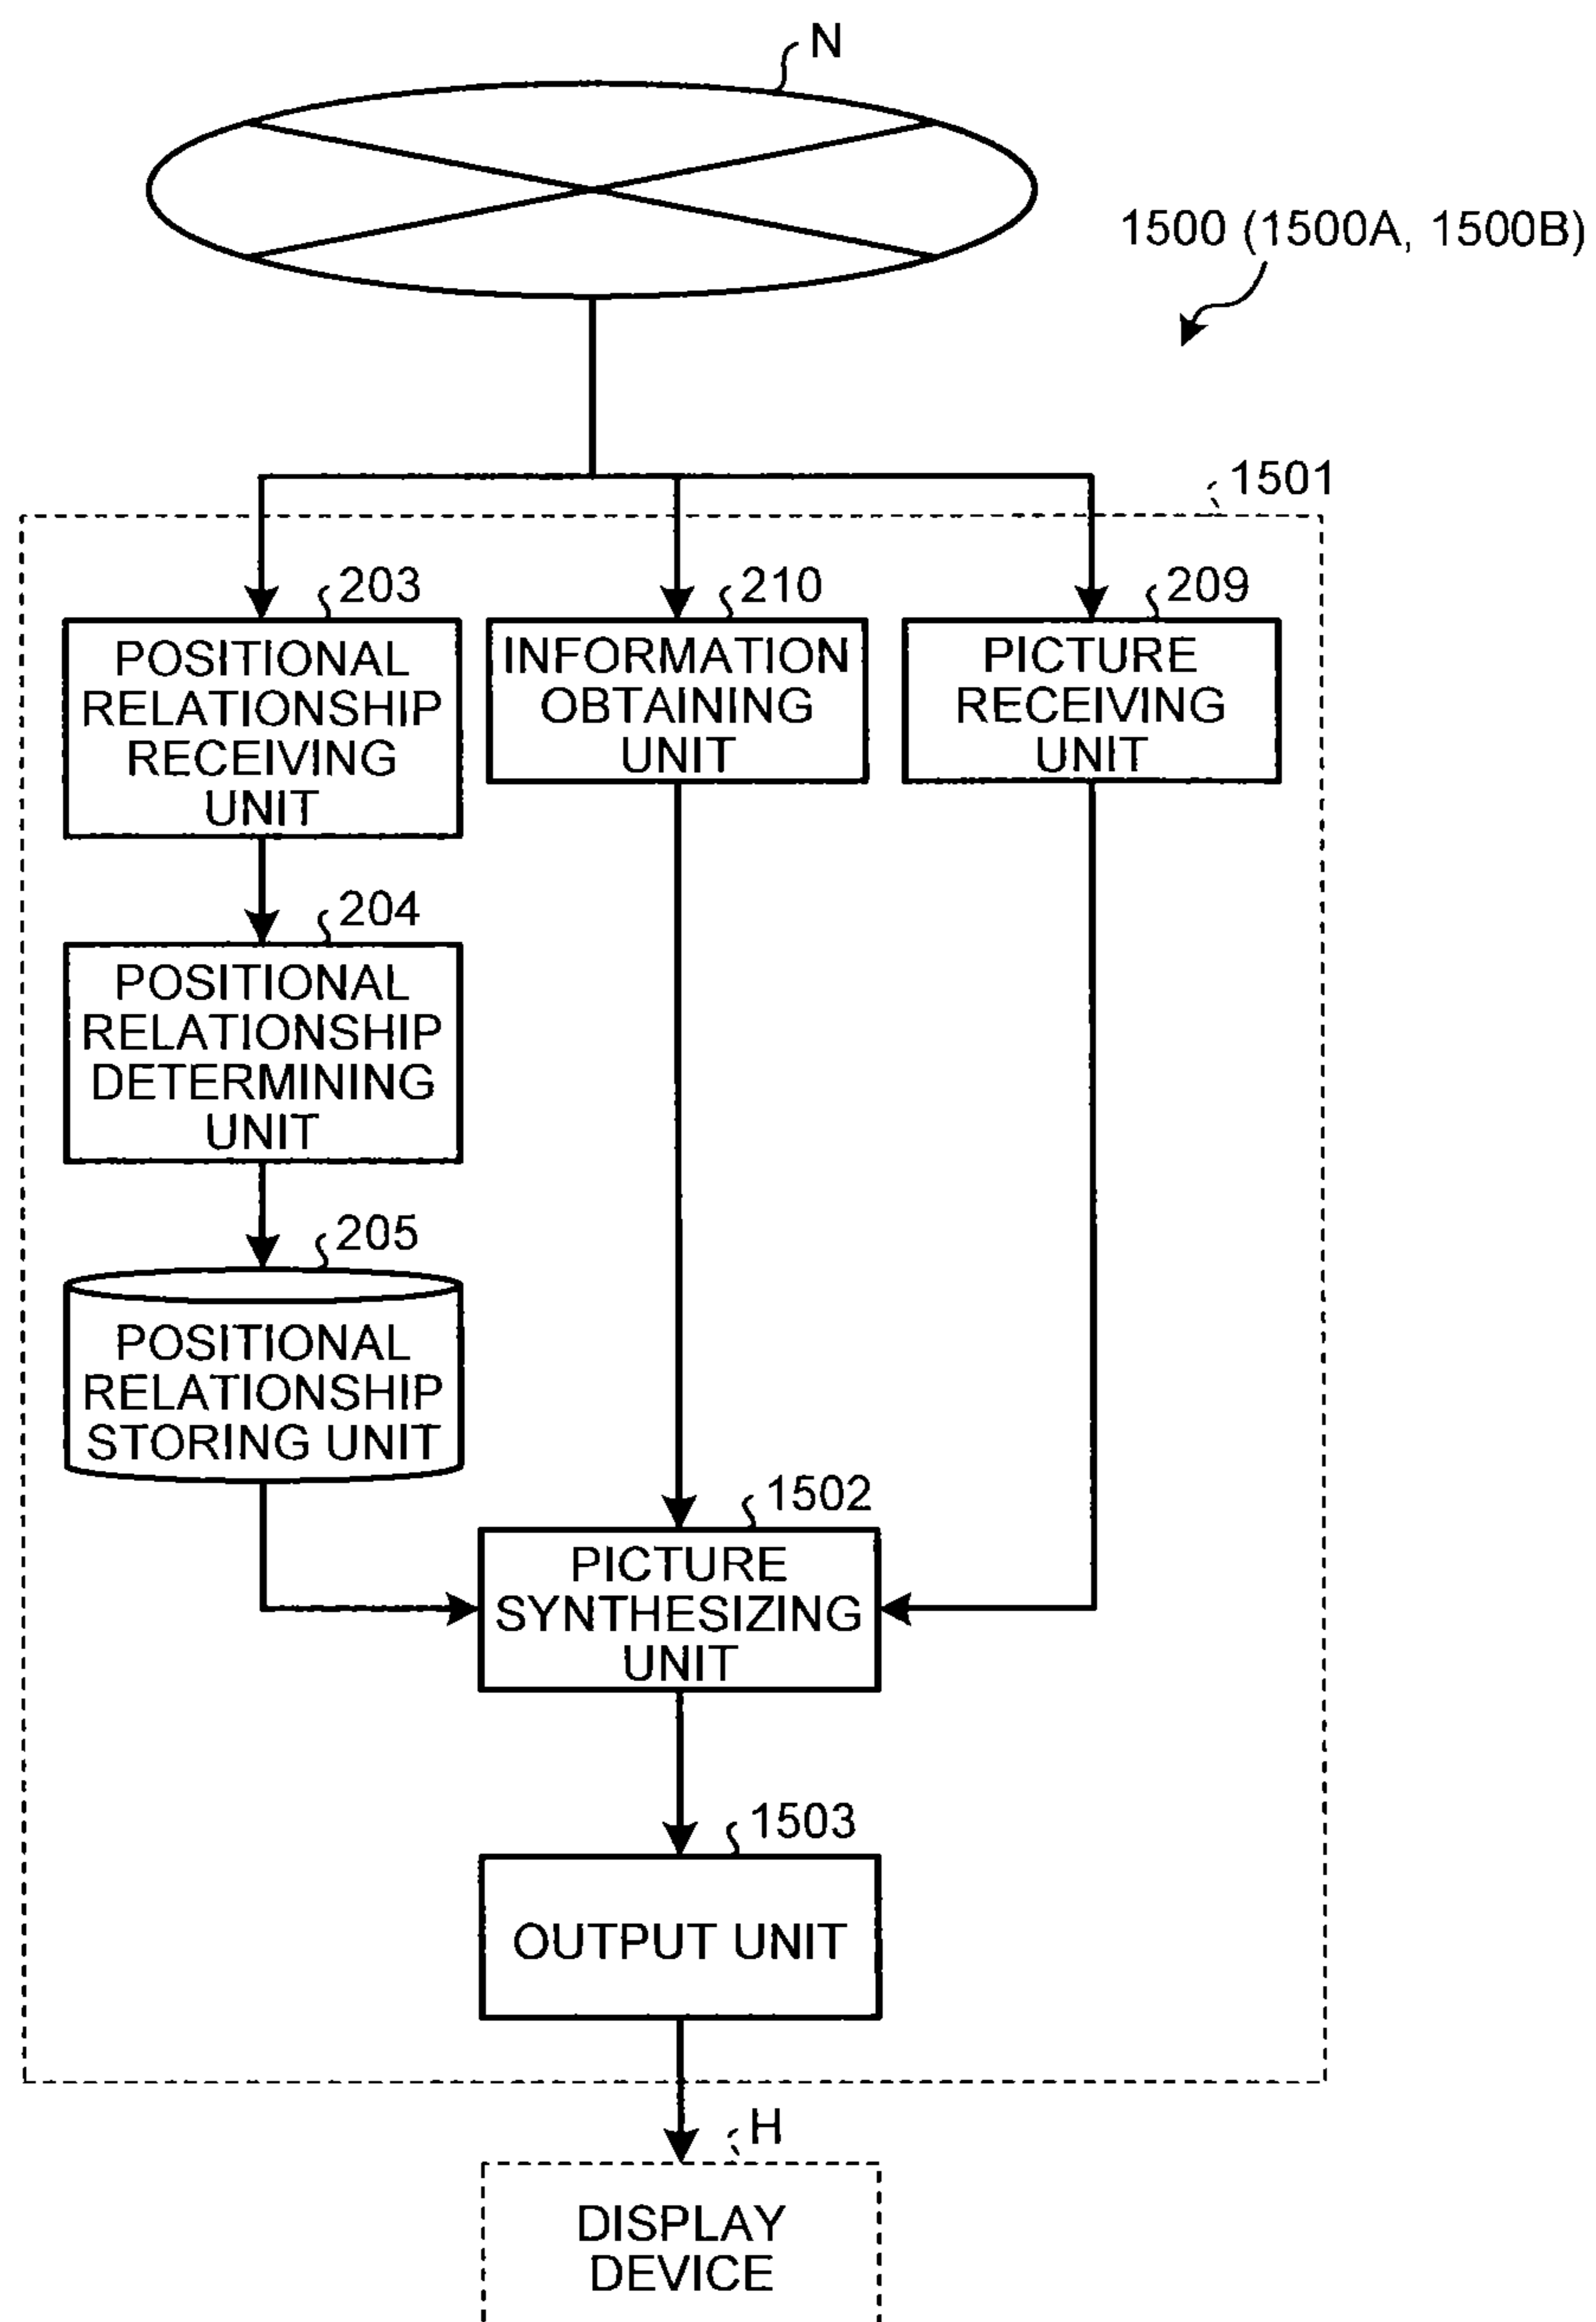 N
1500 (1500A, 1500B)
1501
203
210
209
POSITIONAL
RELATIONSHIP
RECEIVING
UNIT
INFORMATION
OBTAINING
UNIT
PICTURE
RECEIVING
UNIT
204
POSITIONAL
RELATIONSHIP
DETERMINING
UNIT
205
POSITIONAL
RELATIONSHIP
STORING UNIT
1502
PICTURE
SYNTHESIZING
UNIT
1503
OUTPUT UNIT
H
DISPLAY
DEVICE